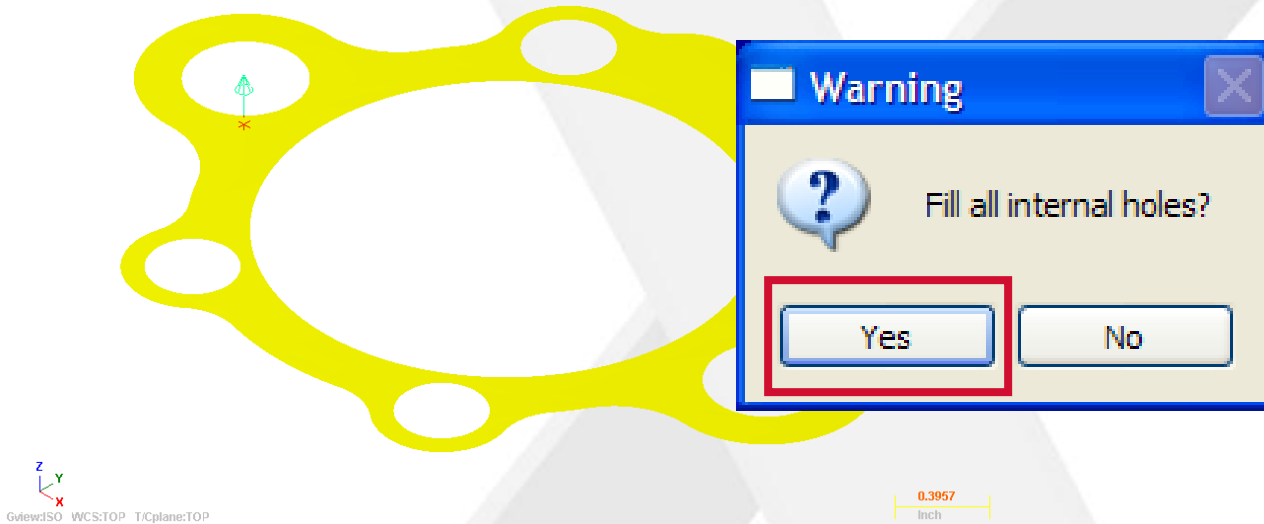 Warning
Fill all internal holes?
Yes No
Z
Y
X
Gview:ISO WCS:TOP T/Cplane:TOP
0.3957
Inch